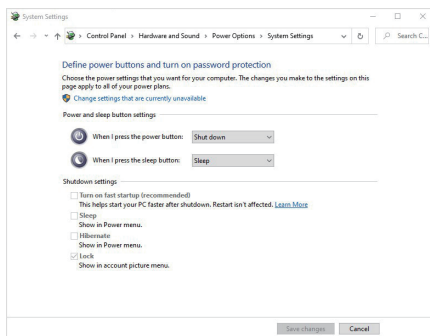 System Settings
Control Panel > Hardware and Sound > Power Options > System Settings
Search C...
Define power buttons and turn on password protection
Choose the power settings that you want for your computer. The changes you make to the settings on this
page apply to all of your power plans.
Change settings that are currently unavailable
Power and sleep button settings
When I press the power button: Shut down
When I press the sleep button: Sleep
Shutdown settings
Turn on fast startup (recommended)
This helps start your PC faster after shutdown. Restart isn't affected. Learn More
Sleep
Show in Power menu.
Hibernate
Show in Power menu.
Lock
Show in account picture menu.
Save changes Cancel